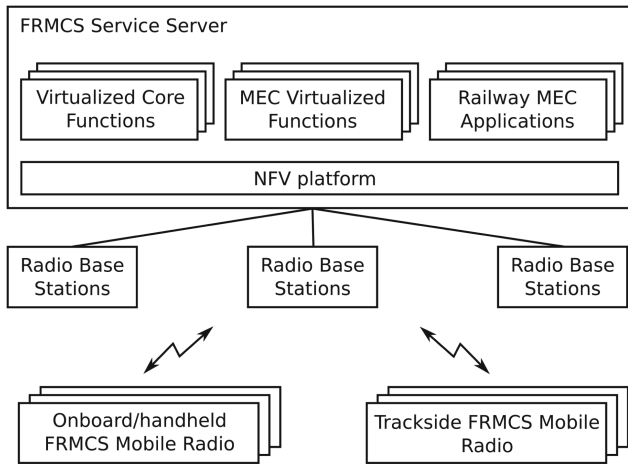 FRMCS Service Server
Virtualized Core
Functions
MEC Virtualized
Functions
Railway MEC
Applications
NFV platform
Radio Base
Stations
Radio Base
Stations
Radio Base
Stations
Onboard/handheld
FRMCS Mobile Radio
Trackside FRMCS Mobile
Radio